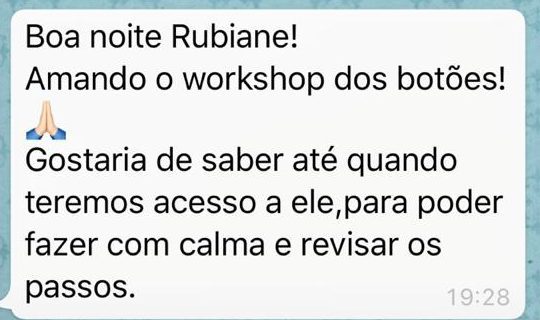 Boa noite Rubiane!
Amando o workshop dos botões!
🙏🏻
Gostaria de saber até quando
teremos acesso a ele,para poder
fazer com calma e revisar os
passos.
19:28